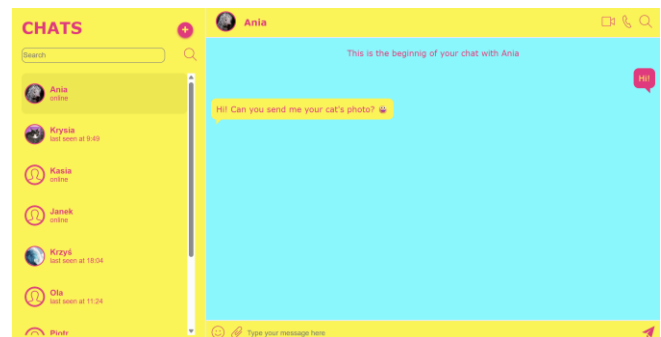 CHATS
Search
Ania
online
Krysia
last seen at 9:49
Kasia
online
Janek
online
Krzyś
last seen at 18:04
Ola
last seen at 11:24
Piotr
Ania
This is the beginnig of your chat with Ania
Hi!
Hi! Can you send me your cat's photo? 😀
Type your message here